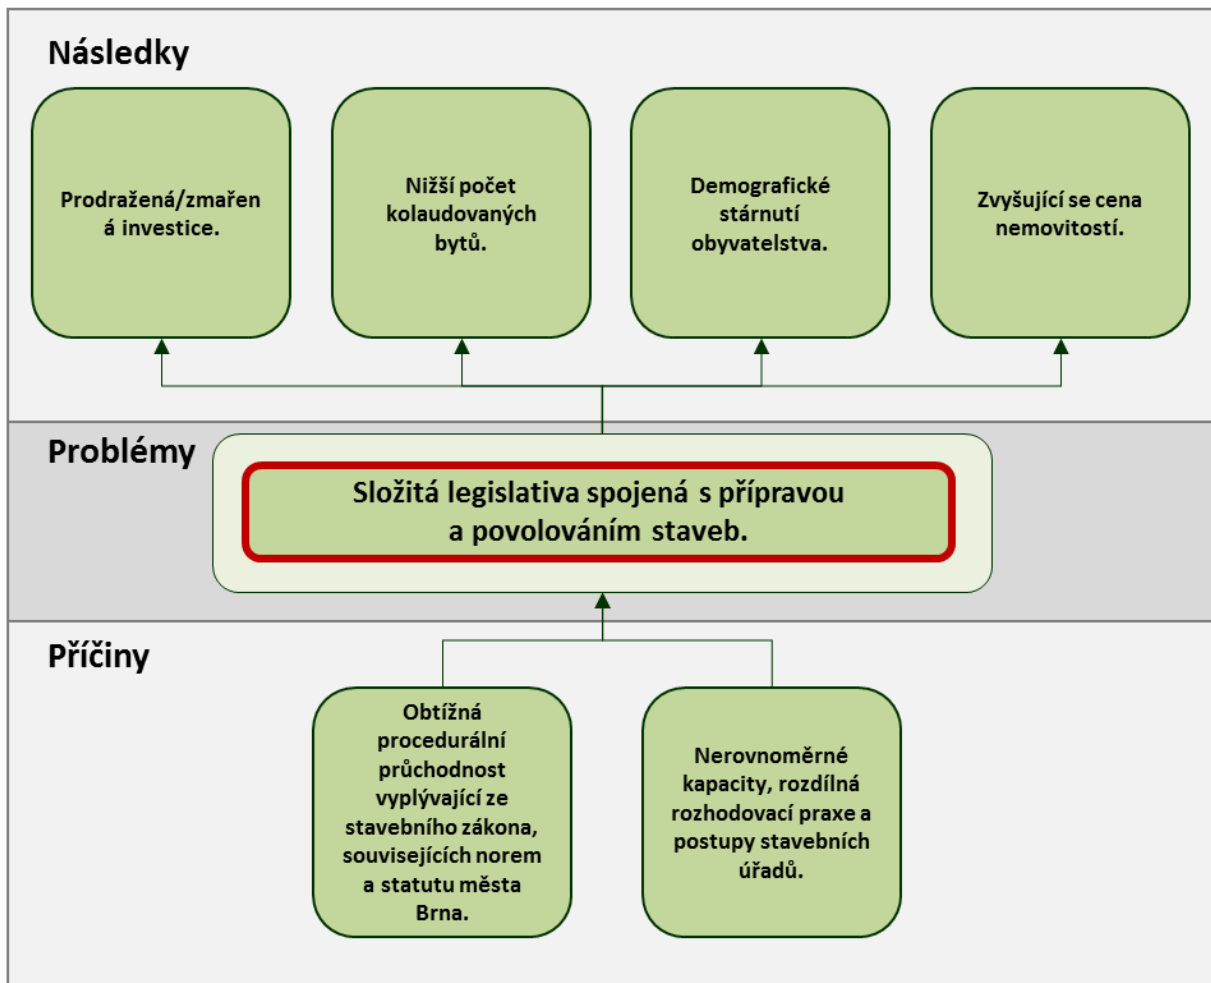 Následky
Prodražená/zmařen
á investice.
Nižší počet
kolaudovaných
bytů.
Demografické
stárnutí
obyvatelstva.
Zvyšující se cena
nemovitostí.
Problémy
Složitá legislativa spojená s přípravou
a povolováním staveb.
Příčiny
Obtížná
procedurální
průchodnost
vyplývající ze
stavebního zákona,
souvisejících norem
a statutu města
Brna.
Nerovnoměrné
kapacity, rozdílná
rozhodovací praxe a
postupy stavebních
úřadů.